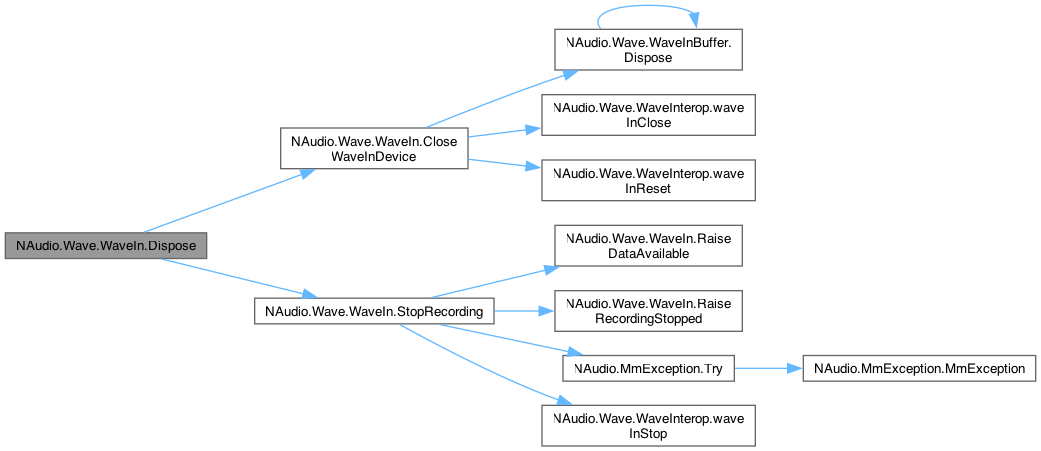 NAudio.Wave.WaveInBuffer.
Dispose
NAudio.Wave.WaveInterop.wave
InClose
NAudio.Wave.WaveIn.Close
WaveInDevice
NAudio.Wave.WaveInterop.wave
InReset
NAudio.Wave.WaveIn.Dispose
NAudio.Wave.WaveIn.Raise
DataAvailable
NAudio.Wave.WaveIn.StopRecording
NAudio.Wave.WaveIn.Raise
RecordingStopped
NAudio.MmException.Try
NAudio.MmException.MmException
NAudio.Wave.WaveInterop.wave
InStop